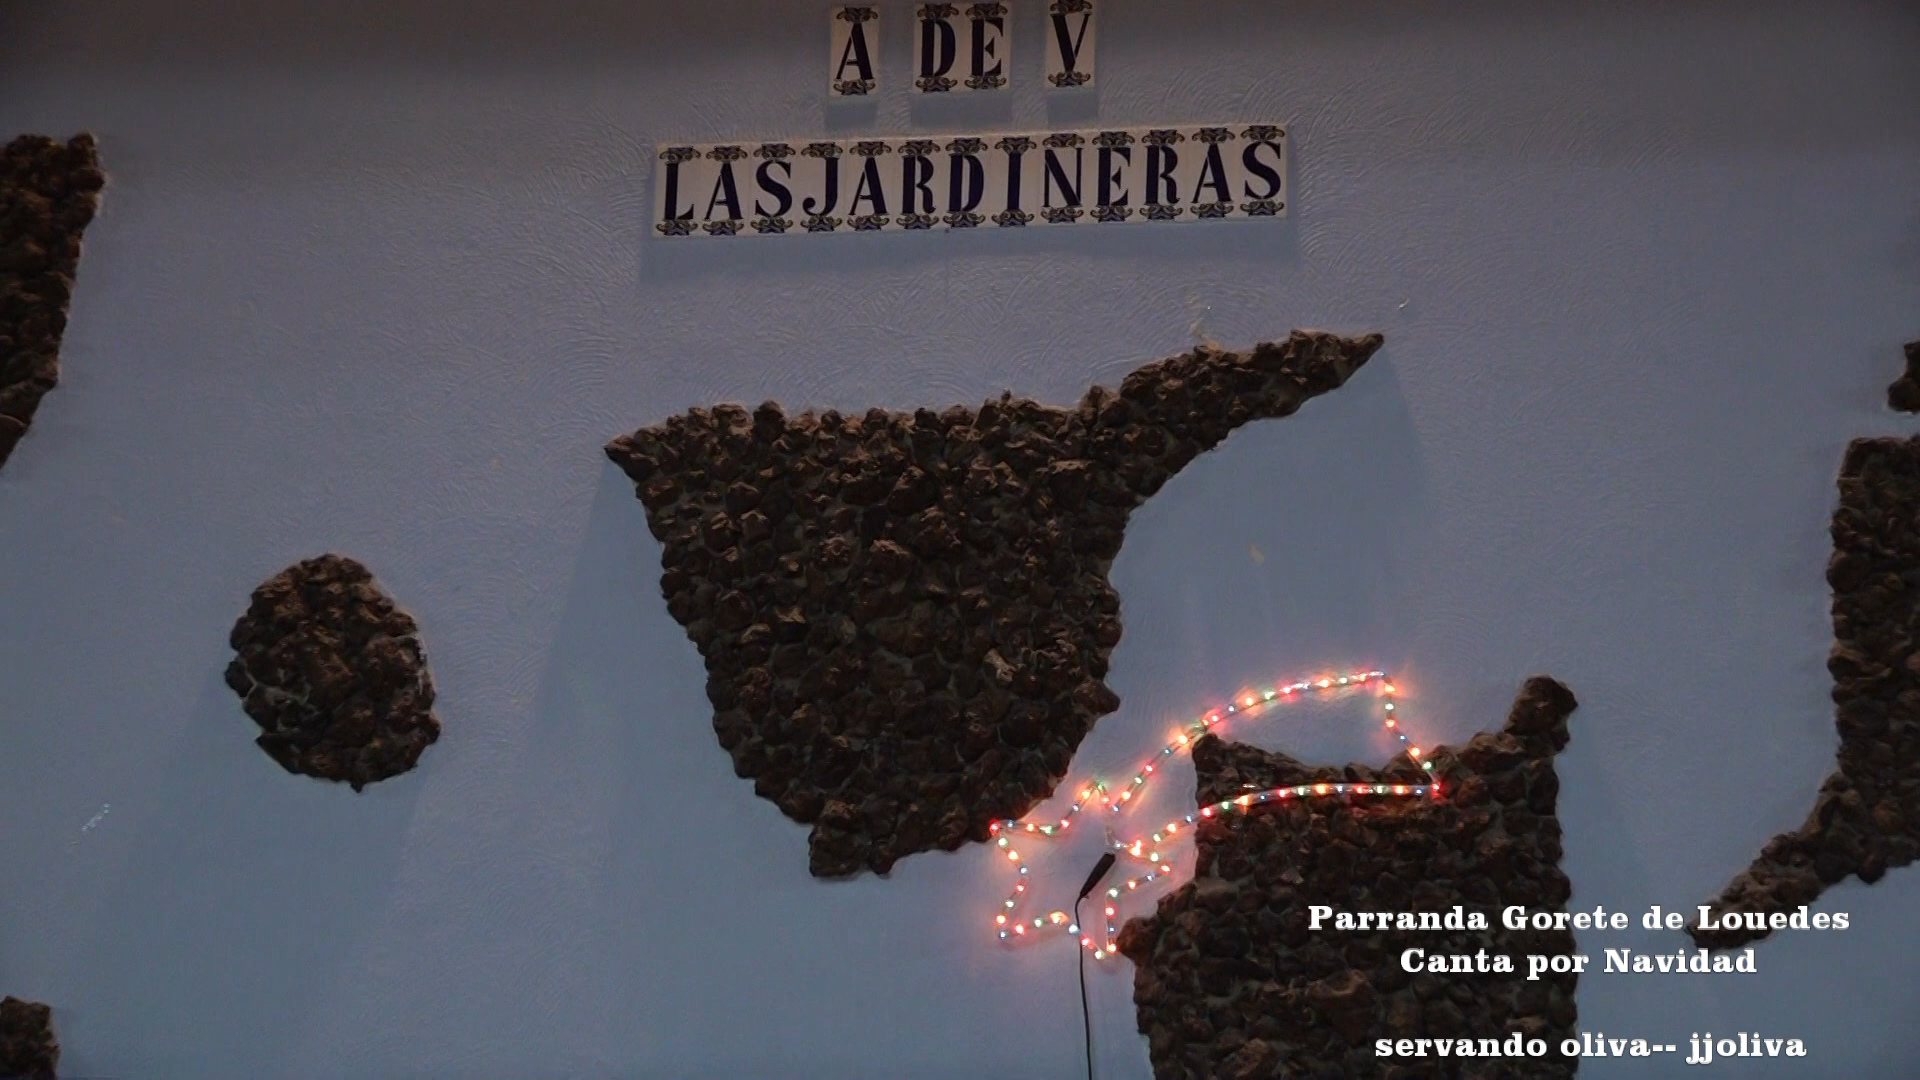 A DE V
LASJARDINERAS
Parranda Gorete de Louedes
Canta por Navidad
servando oliva-- jjoliva